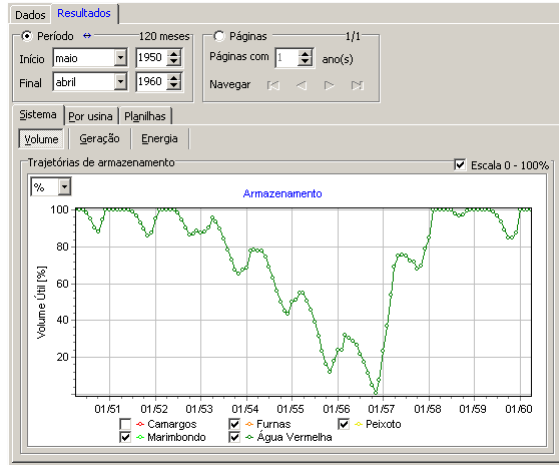 Dados Resultados
Período ↔ 120 meses
Páginas 1/1
Início maio 1950
Páginas com 1 ano(s)
Final abril 1960
Navegar
Sistema Por usina Planilhas
Volume Geração Energia
Trajetórias de armazenamento
Escala 0 - 100%
%
Armazenamento
Volume Útil [%]
100
80
60
40
20
01/51 01/52 01/53 01/54 01/55 01/56 01/57 01/58 01/59 01/60
Camargos Furnas Peixoto
Marimbondo Água Vermelha